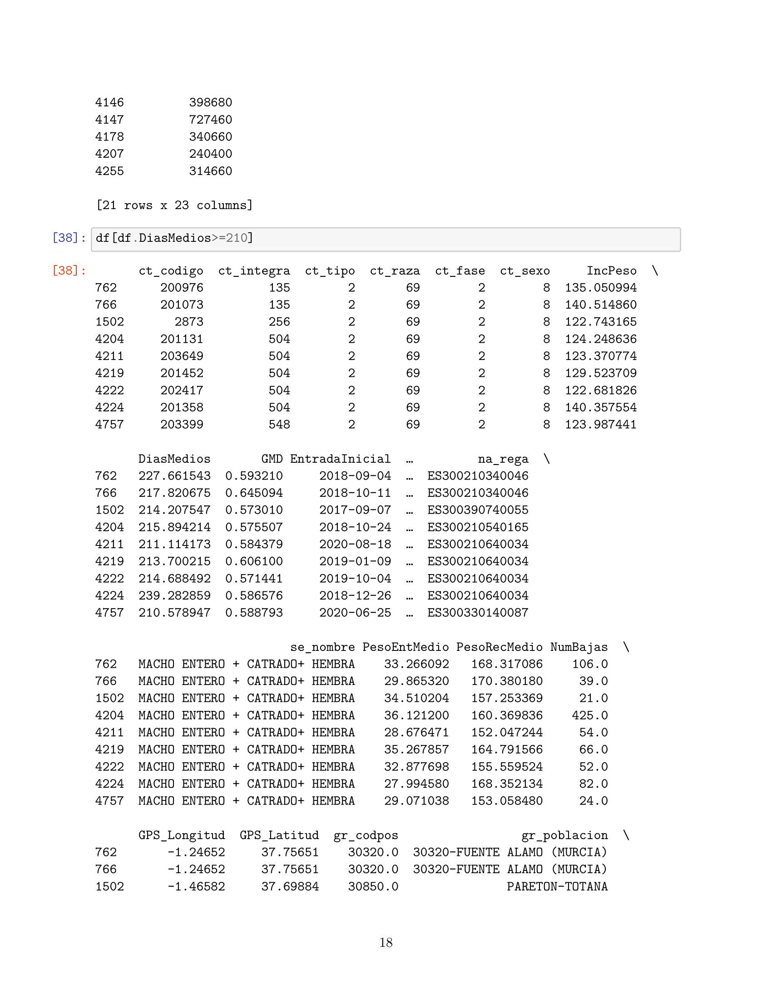 4146         398680
4147         727460
4178         340660
4207         240400
4255         314660
[21 rows x 23 columns]
[38]: df[df.DiasMedios>=210]
[38]:       ct_codigo  ct_integra  ct_tipo  ct_raza  ct_fase  ct_sexo     IncPeso  \
762      200976         135        2       69        2        8  135.050994
766      201073         135        2       69        2        8  140.514860
1502       2873         256        2       69        2        8  122.743165
4204     201131         504        2       69        2        8  124.248636
4211     203649         504        2       69        2        8  123.370774
4219     201452         504        2       69        2        8  129.523709
4222     202417         504        2       69        2        8  122.681826
4224     201358         504        2       69        2        8  140.357554
4757     203399         548        2       69        2        8  123.987441
      DiasMedios       GMD EntradaInicial  …         na_rega  \
762   227.661543  0.593210     2018-09-04  …  ES300210340046
766   217.820675  0.645094     2018-10-11  …  ES300210340046
1502  214.207547  0.573010     2017-09-07  …  ES300390740055
4204  215.894214  0.575507     2018-10-24  …  ES300210540165
4211  211.114173  0.584379     2020-08-18  …  ES300210640034
4219  213.700215  0.606100     2019-01-09  …  ES300210640034
4222  214.688492  0.571441     2019-10-04  …  ES300210640034
4224  239.282859  0.586576     2018-12-26  …  ES300210640034
4757  210.578947  0.588793     2020-06-25  …  ES300330140087
                           se_nombre PesoEntMedio PesoRecMedio NumBajas  \
762   MACHO ENTERO + CATRADO+ HEMBRA    33.266092   168.317086    106.0
766   MACHO ENTERO + CATRADO+ HEMBRA    29.865320   170.380180     39.0
1502  MACHO ENTERO + CATRADO+ HEMBRA    34.510204   157.253369     21.0
4204  MACHO ENTERO + CATRADO+ HEMBRA    36.121200   160.369836    425.0
4211  MACHO ENTERO + CATRADO+ HEMBRA    28.676471   152.047244     54.0
4219  MACHO ENTERO + CATRADO+ HEMBRA    35.267857   164.791566     66.0
4222  MACHO ENTERO + CATRADO+ HEMBRA    32.877698   155.559524     52.0
4224  MACHO ENTERO + CATRADO+ HEMBRA    27.994580   168.352134     82.0
4757  MACHO ENTERO + CATRADO+ HEMBRA    29.071038   153.058480     24.0
      GPS_Longitud  GPS_Latitud  gr_codpos                 gr_poblacion  \
762       -1.24652     37.75651    30320.0  30320-FUENTE ALAMO (MURCIA)
766       -1.24652     37.75651    30320.0  30320-FUENTE ALAMO (MURCIA)
1502      -1.46582     37.69884    30850.0               PARETON-TOTANA
18